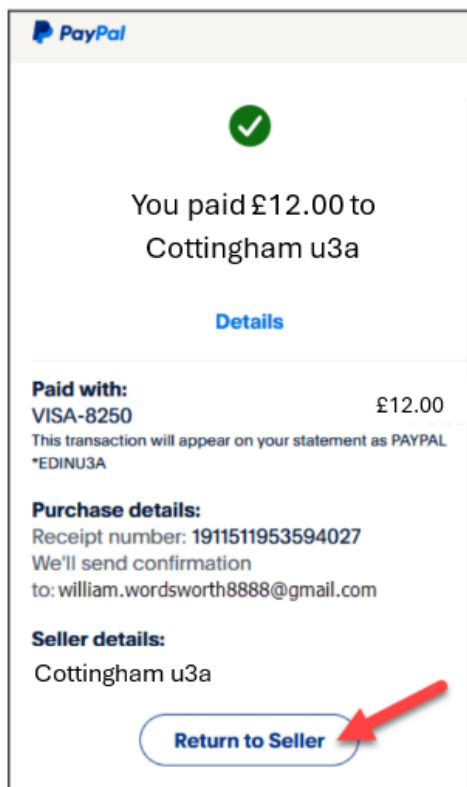 PayPal
You paid £12.00 to
Cottingham u3a
Details
Paid with:
VISA-8250 £12.00
This transaction will appear on your statement as PAYPAL
*EDINU3A
Purchase details:
Receipt number: 1911511953594027
We'll send confirmation
to: william.wordsworth8888@gmail.com
Seller details:
Cottingham u3a
Return to Seller